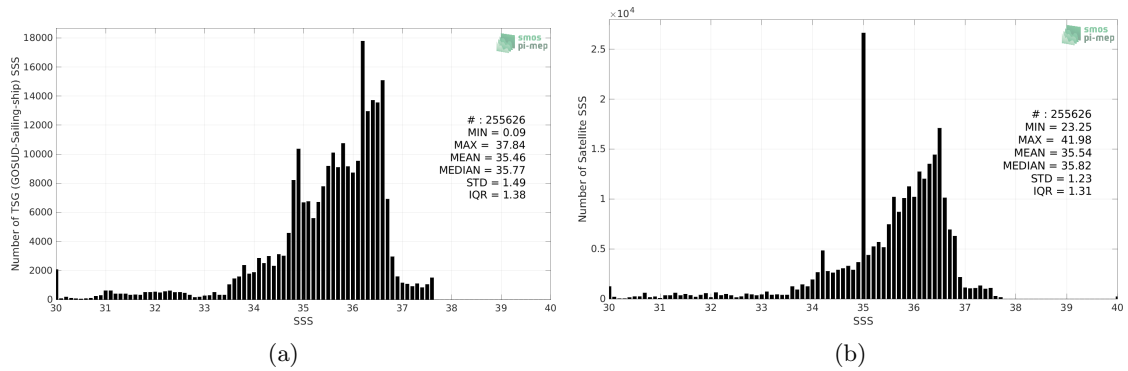 18000
16000
14000
12000
10000
8000
6000
4000
2000
0
Number of TSG (GOSUD-Sailing-ship) SSS
smos
pi-mep
# : 255626
MIN = 0.09
MAX = 37.84
MEAN = 35.46
MEDIAN = 35.77
STD = 1.49
IQR = 1.38
30 31 32 33 34 35 36 37 38 39 40
SSS
(a)
×10⁴
2.5
2
1.5
1
0.5
0
Number of Satellite SSS
smos
pi-mep
# : 255626
MIN = 23.25
MAX = 41.98
MEAN = 35.54
MEDIAN = 35.82
STD = 1.23
IQR = 1.31
30 31 32 33 34 35 36 37 38 39 40
SSS
(b)